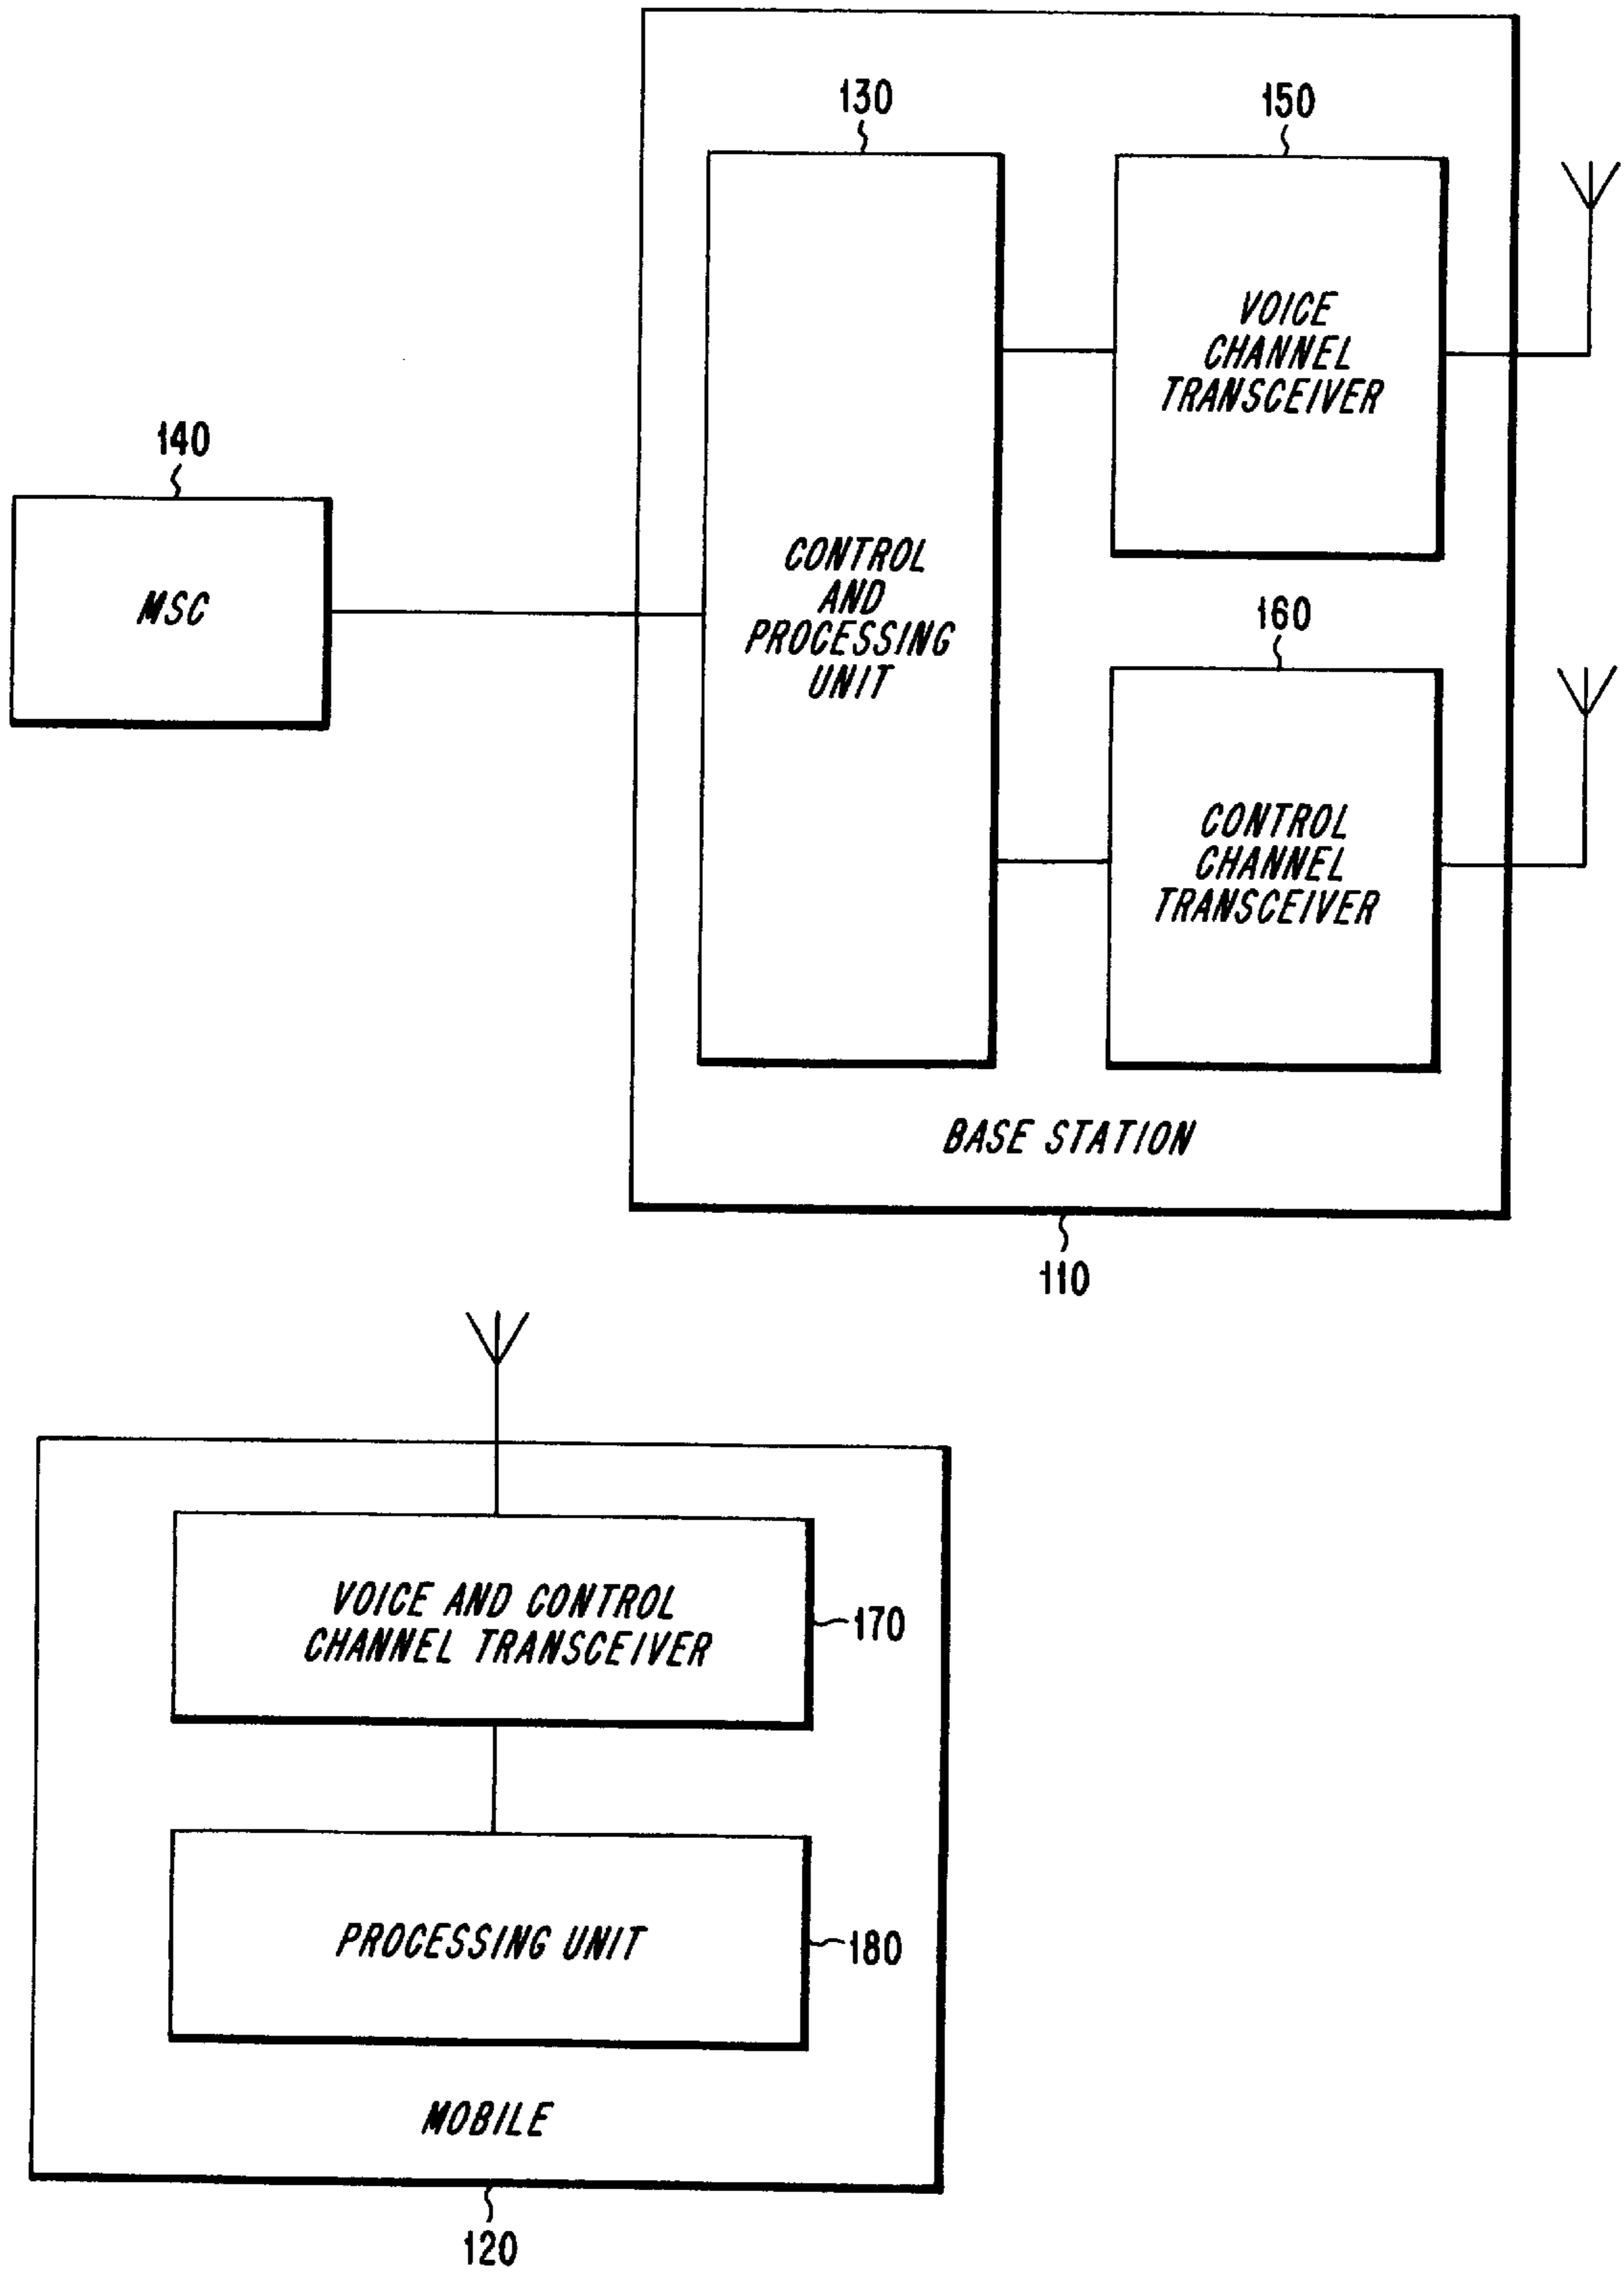 130
150
VOICE
CHANNEL
TRANSCEIVER
140
MSC
CONTROL
AND
PROCESSING
UNIT
160
CONTROL
CHANNEL
TRANSCEIVER
BASE STATION
110
VOICE AND CONTROL
CHANNEL TRANSCEIVER
170
PROCESSING UNIT
180
MOBILE
120